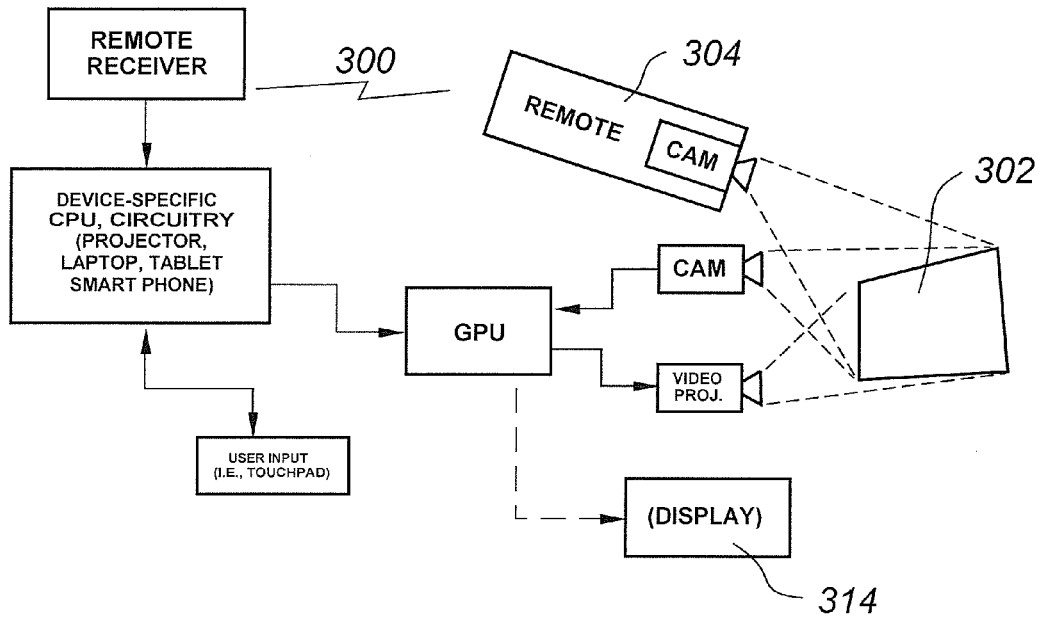 REMOTE
RECEIVER
300
304
REMOTE
CAM
302
DEVICE-SPECIFIC
CPU, CIRCUITRY
(PROJECTOR,
LAPTOP, TABLET
SMART PHONE)
CAM
GPU
VIDEO
PROJ.
USER INPUT
(I.E., TOUCHPAD)
(DISPLAY)
314